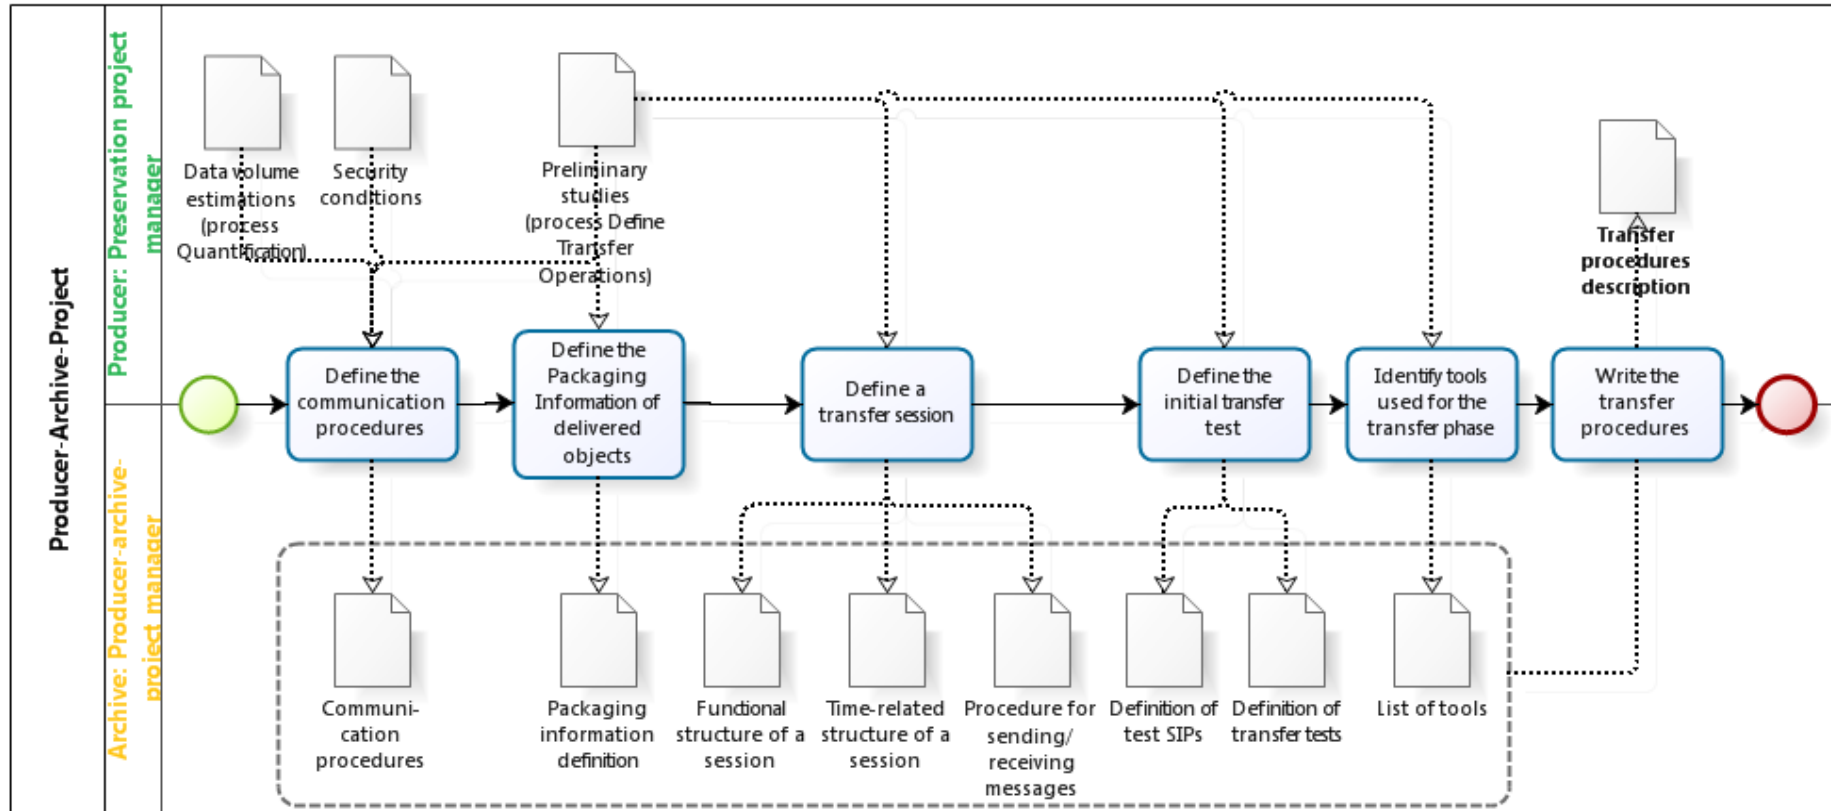 Producer-Archive-Project
Producer: Preservation project
manager
Archive: Producer-archive-
project manager
Data volume
estimations
(process
Quantification)
Security
conditions
Preliminary
studies
(process Define
Transfer
Operations)
Transfer
procedures
description
Define the
communication
procedures
Define the
Packaging
Information of
delivered
objects
Define a
transfer session
Define the
initial transfer
test
Identify tools
used for the
transfer phase
Write the
transfer
procedures
Communi-
cation
procedures
Packaging
information
definition
Functional
structure of a
session
Time-related
structure of a
session
Procedure for
sending/
receiving
messages
Definition of
test SIPs
Definition of
transfer tests
List of tools